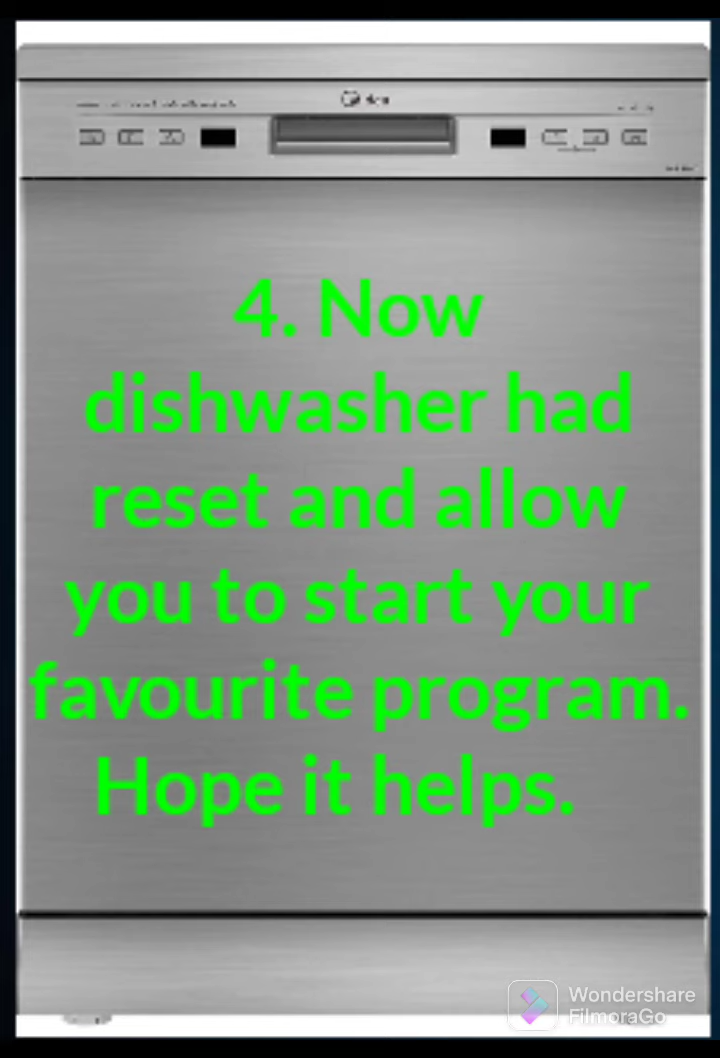 4. Now
dishwasher had
reset and allow
you to start your
favourite program.
Hope it helps.
Wondershare
FilmoraGo